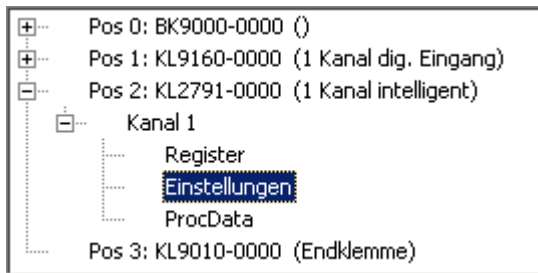 Pos 0: BK9000-0000 ()
Pos 1: KL9160-0000 (1 Kanal dig. Eingang)
Pos 2: KL2791-0000 (1 Kanal intelligent)
Kanal 1
Register
Einstellungen
ProcData
Pos 3: KL9010-0000 (Endklemme)